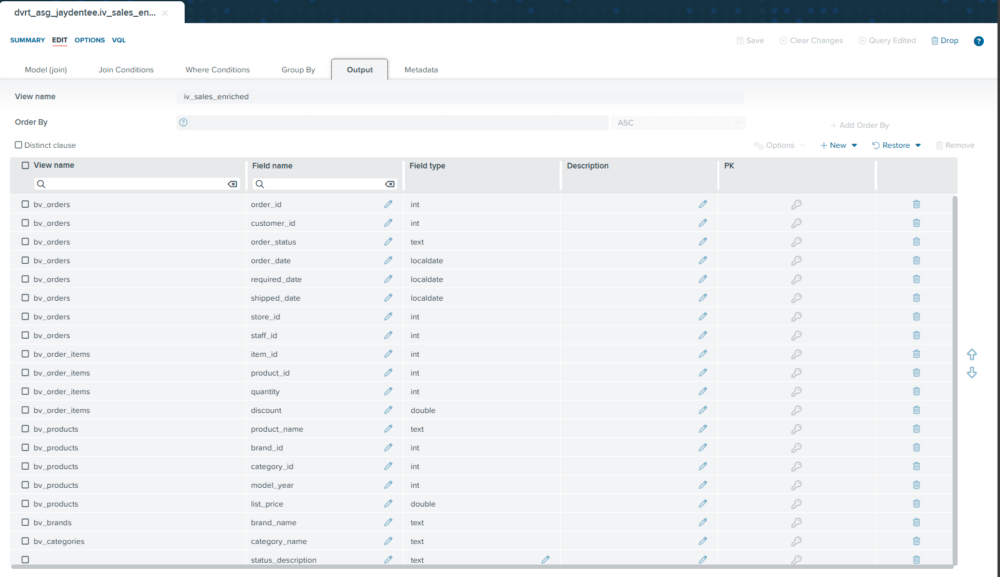 dvrt_asg_jaydentee.iv_sales_en... ×
SUMMARY EDIT OPTIONS VQL
Save Clear Changes Query Edited Drop ?
Model (join) Join Conditions Where Conditions Group By Output Metadata
View name iv_sales_enriched
Order By ? ASC
+ Add Order By
Distinct clause
Options + New Restore Remove
View name Field name Field type Description PK
bv_orders order_id int
bv_orders customer_id int
bv_orders order_status text
bv_orders order_date localdate
bv_orders required_date localdate
bv_orders shipped_date localdate
bv_orders store_id int
bv_orders staff_id int
bv_order_items item_id int
bv_order_items product_id int
bv_order_items quantity int
bv_order_items discount double
bv_products product_name text
bv_products brand_id int
bv_products category_id int
bv_products model_year int
bv_products list_price double
bv_brands brand_name text
bv_categories category_name text
status_description text